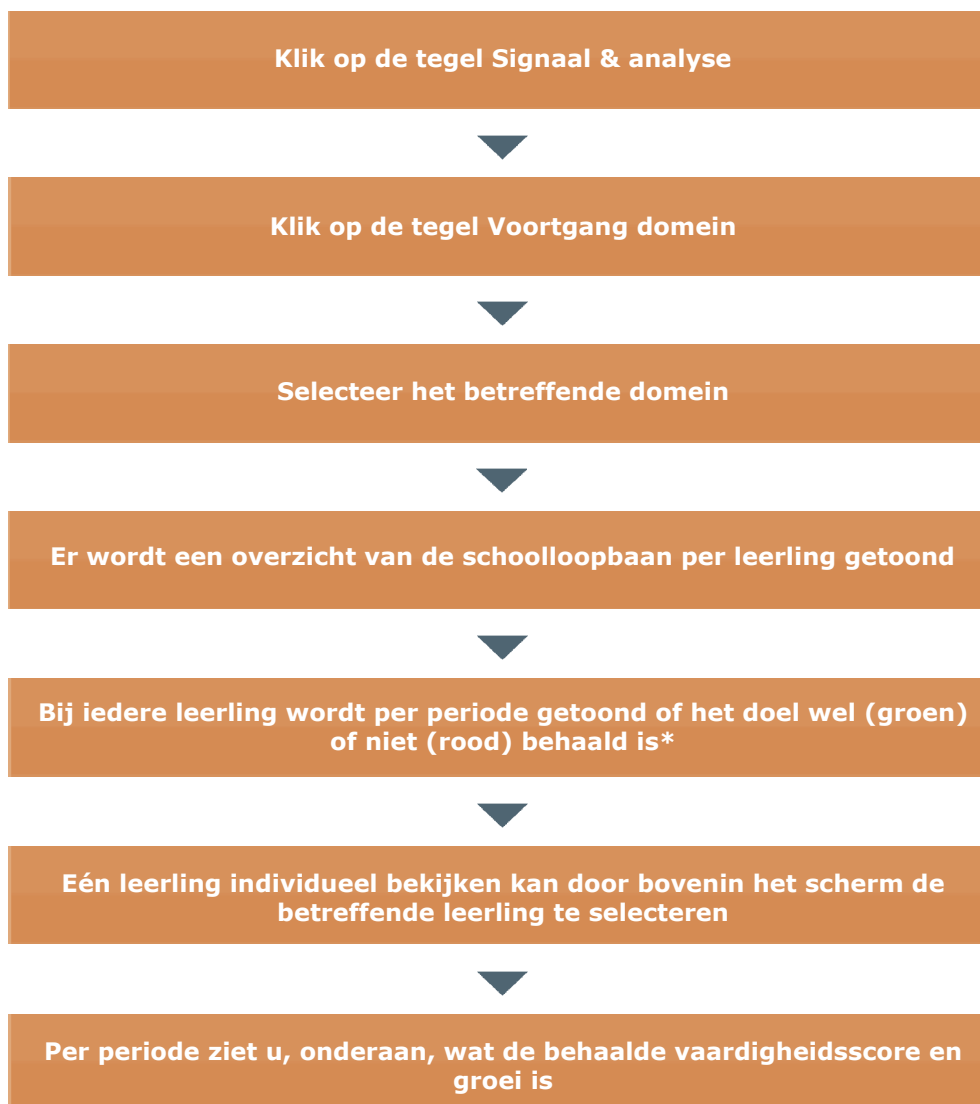 Klik op de tegel Signaal & analyse
Klik op de tegel Voortgang domein
Selecteer het betreffende domein
Er wordt een overzicht van de schoolloopbaan per leerling getoond
Bij iedere leerling wordt per periode getoond of het doel wel (groen)
of niet (rood) behaald is*
Eén leerling individueel bekijken kan door bovenin het scherm de
betreffende leerling te selecteren
Per periode ziet u, onderaan, wat de behaalde vaardigheidsscore en
groei is